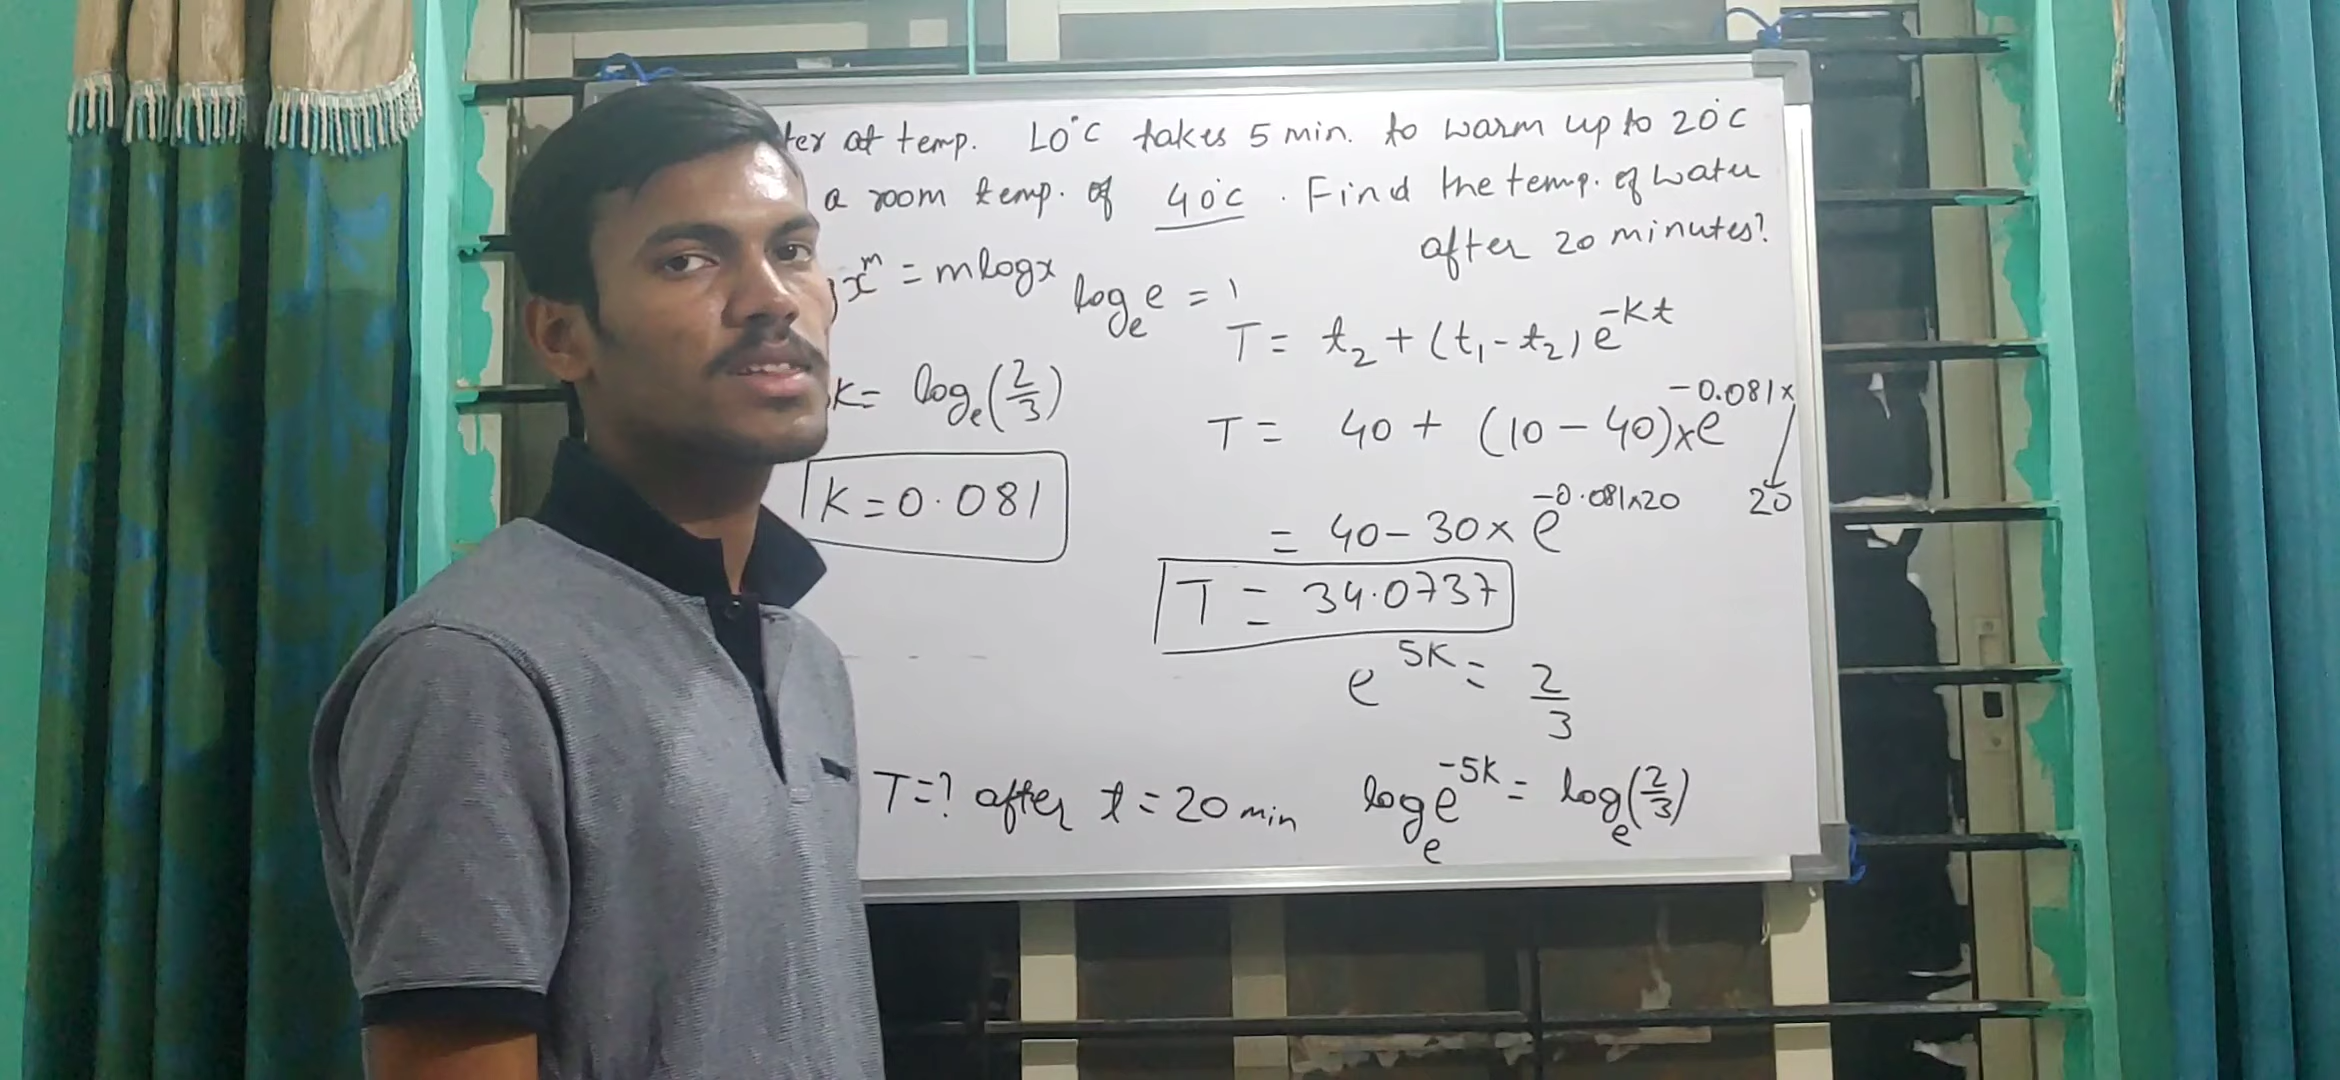 at temp. 10°C takes 5 min. to warm up to 20°C
a room temp. of 40°C. Find the temp. of water
after 20 minutes?
x^m = m log x
log_e e = 1
T = t₂ + (t₁ - t₂) e^-kt
K = log_e (2/3)
T = 40 + (10 - 40) × e^-0.081× 20
K = 0.081
= 40 - 30 × e^-0.081×20
T = 34.0737
e^5K = 2/3
T = ? after t = 20 min
log_e e^-5K = log_e (2/3)